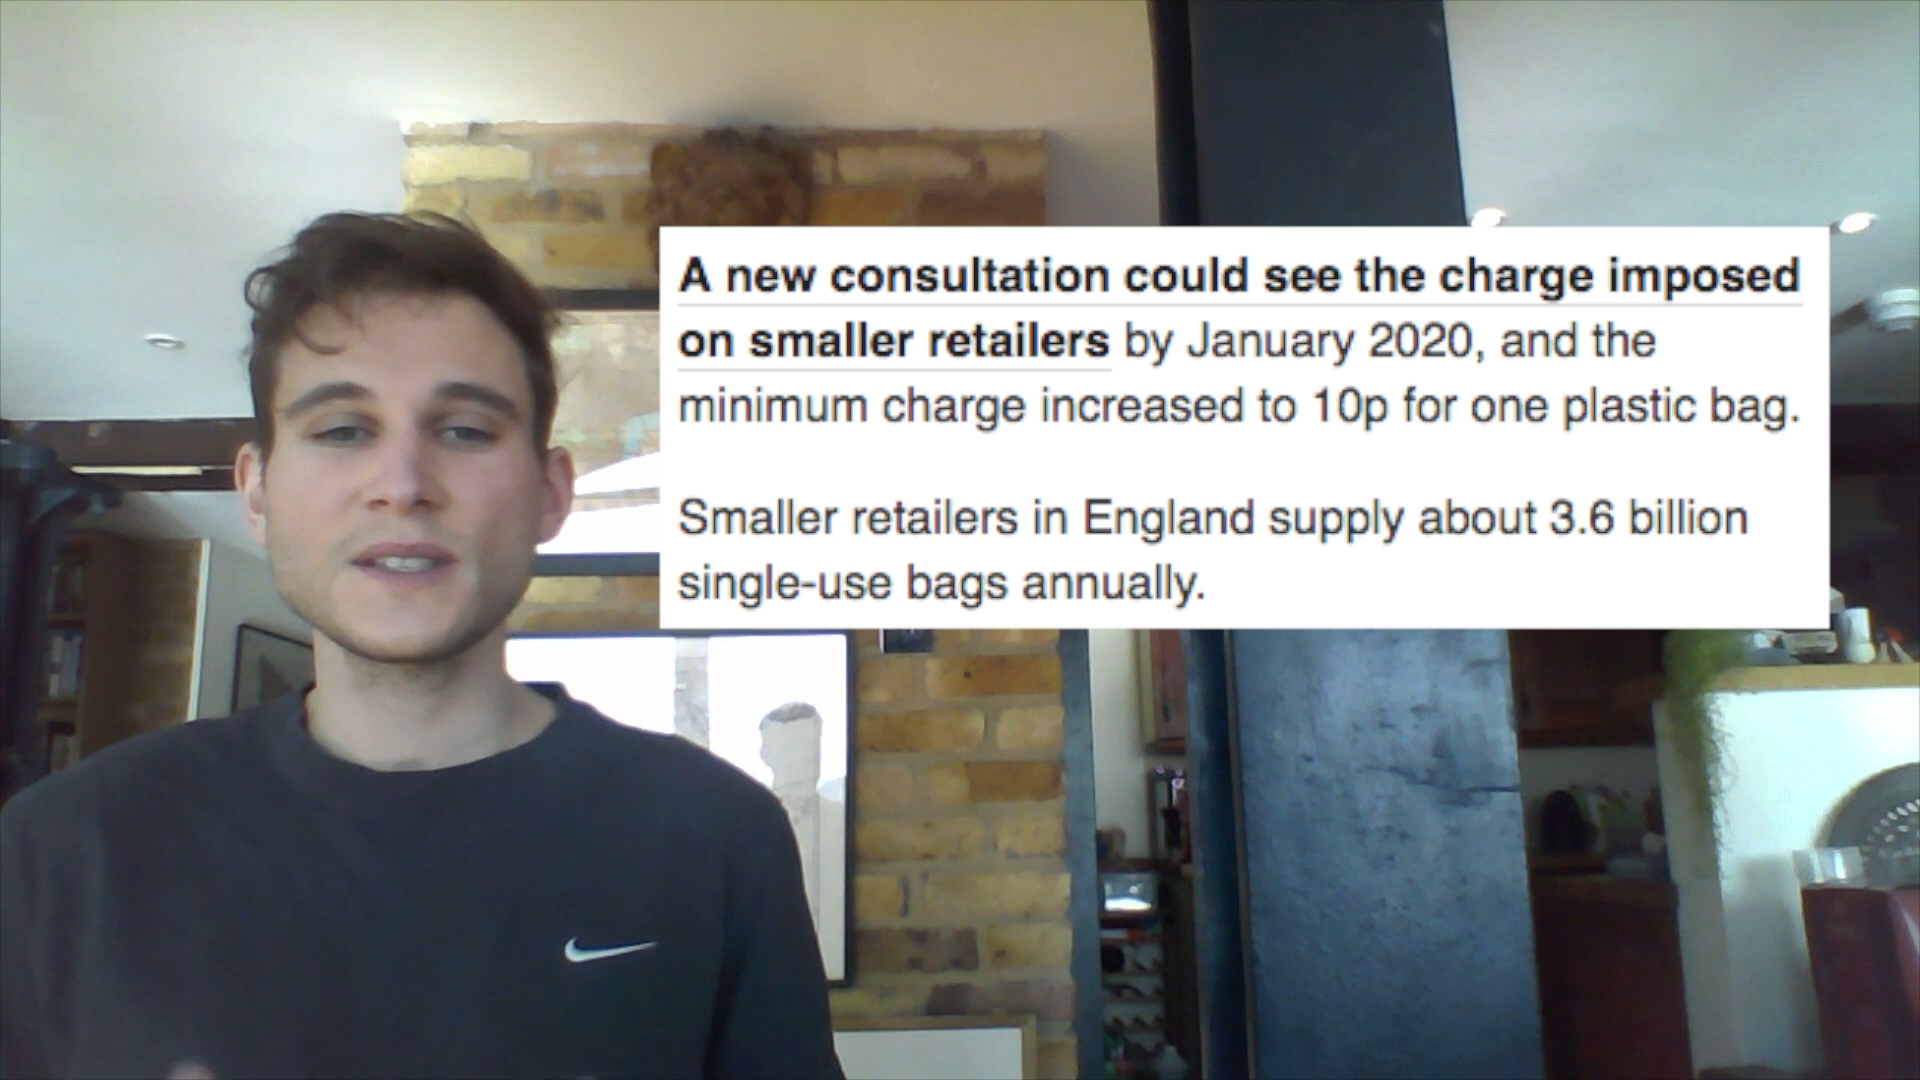 A new consultation could see the charge imposed
on smaller retailers by January 2020, and the
minimum charge increased to 10p for one plastic bag.
Smaller retailers in England supply about 3.6 billion
single-use bags annually.